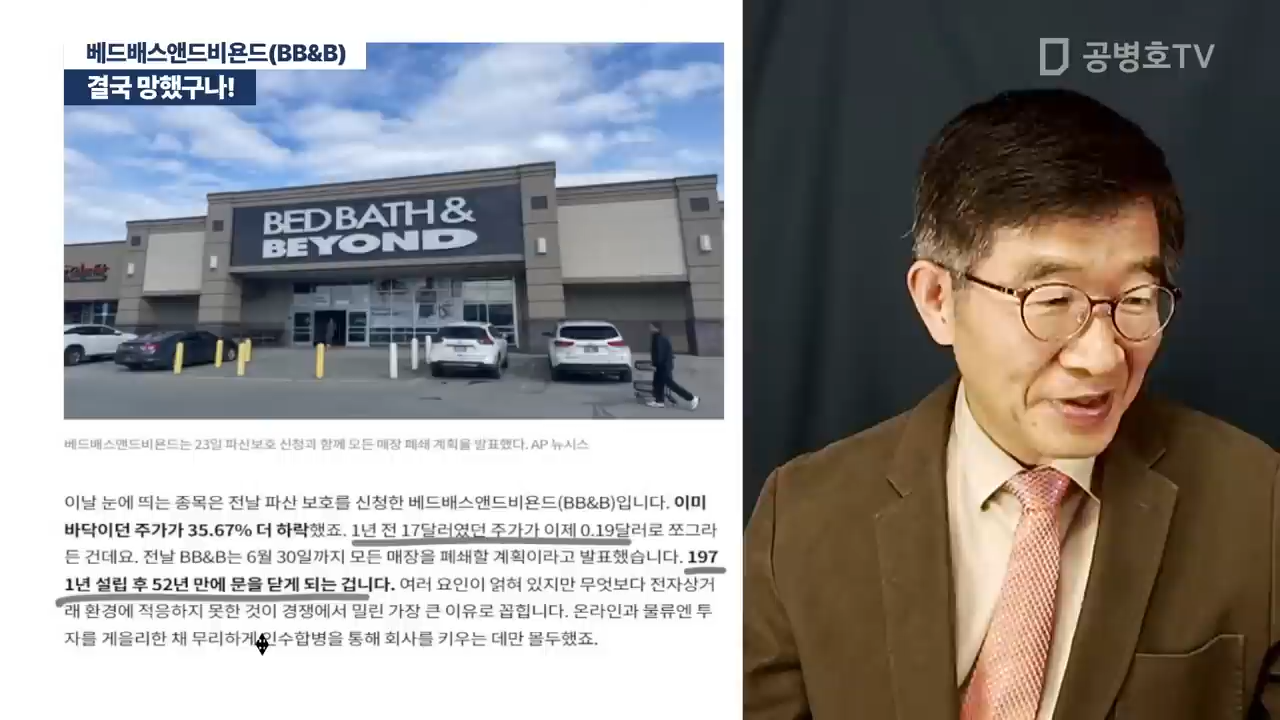 베드배스앤드비욘드(BB&B)
결국 망했구나!
공병호TV
BED BATH &
BEYOND
베드배스앤드비욘드는 23일 파산보호 신청과 함께 모든 매장 폐쇄 계획을 발표했다. AP 뉴시스
이날 눈에 띄는 종목은 전날 파산 보호를 신청한 베드배스앤드비욘드(BB&B)입니다. 이미
바닥이던 주가가 35.67% 더 하락했죠. 1년 전 17달러였던 주가가 이제 0.19달러로 쪼그라
든 건데요. 전날 BB&B는 6월 30일까지 모든 매장을 폐쇄할 계획이라고 발표했습니다. 197
1년 설립 후 52년 만에 문을 닫게 되는 겁니다. 여러 요인이 얽혀 있지만 무엇보다 전자상거
래 환경에 적응하지 못한 것이 경쟁에서 밀린 가장 큰 이유로 꼽힙니다. 온라인과 물류엔 투
자를 게을리한 채 무리하게 인수합병을 통해 회사를 키우는 데만 몰두했죠.